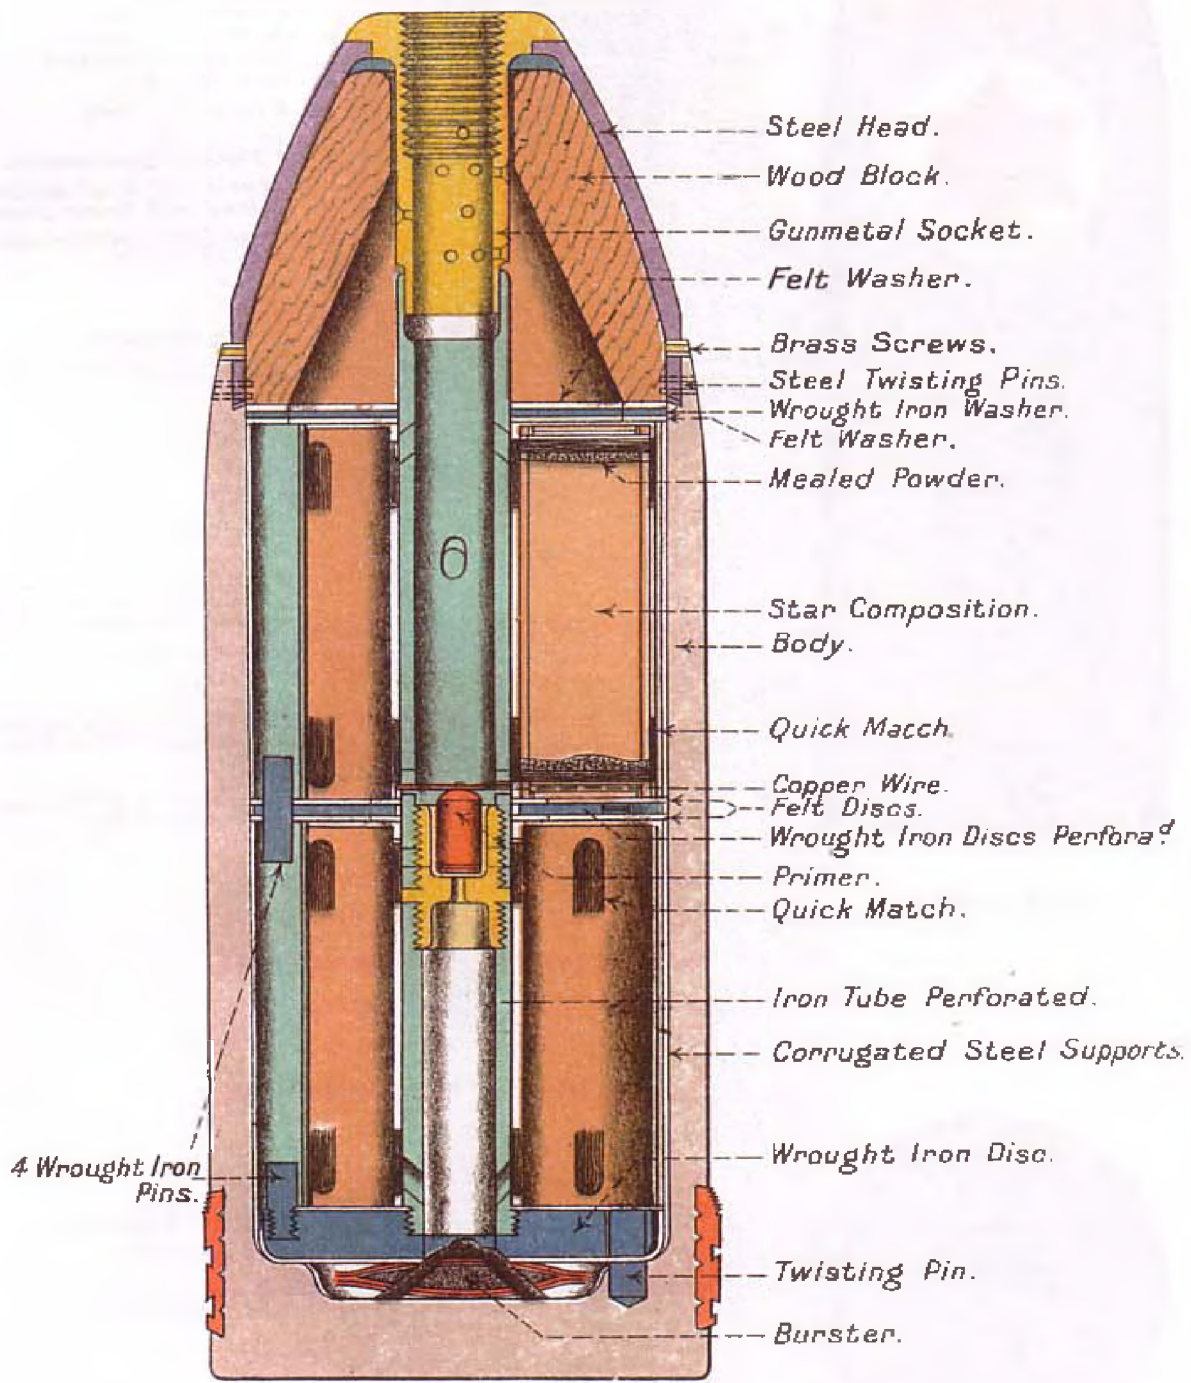 Steel Head.
Wood Block.
Gunmetal Socket.
Felt Washer.
Brass Screws.
Steel Twisting Pins.
Wrought Iron Washer.
Felt Washer.
Mealed Powder.
6
Star Composition.
Body.
Quick Match.
Copper Wire.
Felt Discs.
Wrought Iron Discs Perforad.
Primer.
Quick Match.
Iron Tube Perforated.
Corrugated Steel Supports.
Wrought Iron Disc.
4 Wrought Iron
Pins.
Twisting Pin.
Burster.